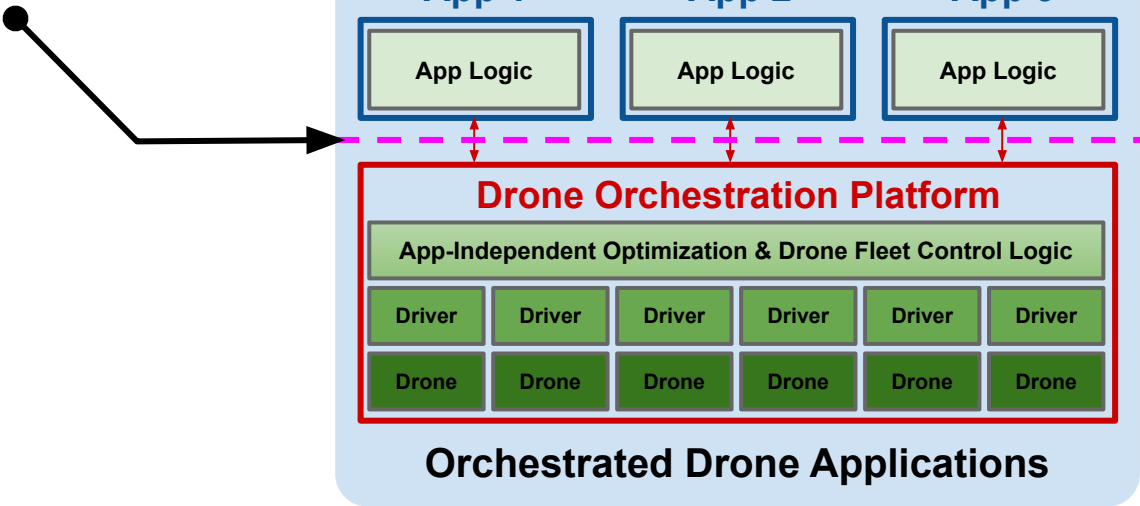 App Logic App Logic App Logic
Drone Orchestration Platform
App-Independent Optimization & Drone Fleet Control Logic
Driver Driver Driver Driver Driver Driver
Drone Drone Drone Drone Drone Drone
Orchestrated Drone Applications